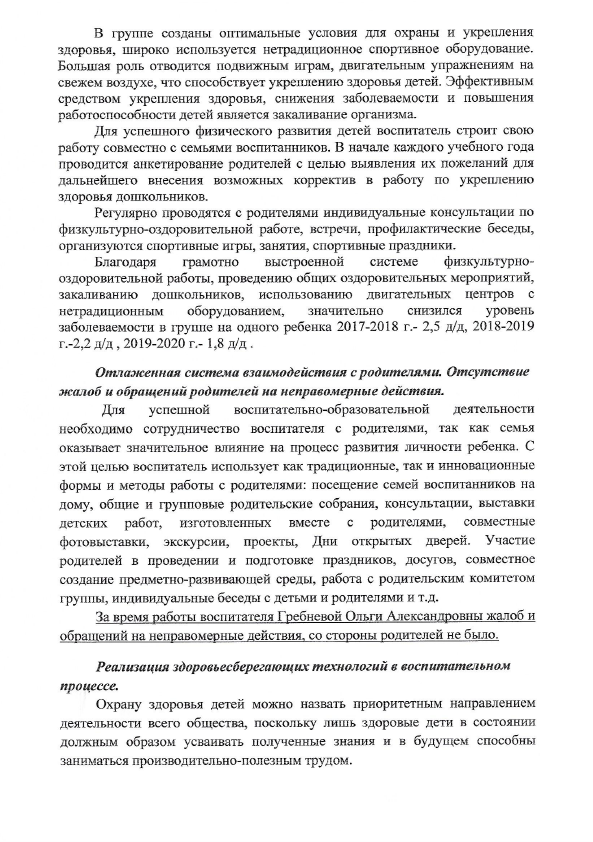 В группе созданы оптимальные условия для охраны и укрепления
здоровья, широко используется нетрадиционное спортивное оборудование.
Большая роль отводится подвижным играм, двигательным упражнениям на
свежем воздухе, что способствует укреплению здоровья детей. Эффективным
средством укрепления здоровья, снижения заболеваемости и повышения
работоспособности детей является закаливание организма.
Для успешного физического развития детей воспитатель строит свою
работу совместно с семьями воспитанников. В начале каждого учебного года
проводится анкетирование родителей с целью выявления их пожеланий для
дальнейшего внесения возможных корректив в работу по укреплению
здоровья дошкольников.
Регулярно проводятся с родителями индивидуальные консультации по
физкультурно-оздоровительной работе, встречи, профилактические беседы,
организуются спортивные игры, занятия, спортивные праздники.
Благодаря грамотно выстроенной системе физкультурно-
оздоровительной работы, проведению общих оздоровительных мероприятий,
закаливанию дошкольников, использованию двигательных центров с
нетрадиционным оборудованием, значительно снизился уровень
заболеваемости в группе на одного ребенка 2017-2018 г.- 2,5 д/д, 2018-2019
г.-2,2 д/д , 2019-2020 г.- 1,8 д/д .
Отлаженная система взаимодействия с родителями. Отсутствие
жалоб и обращений родителей на неправомерные действия.
Для успешной воспитательно-образовательной деятельности
необходимо сотрудничество воспитателя с родителями, так как семья
оказывает значительное влияние на процесс развития личности ребенка. С
этой целью воспитатель использует как традиционные, так и инновационные
формы и методы работы с родителями: посещение семей воспитанников на
дому, общие и групповые родительские собрания, консультации, выставки
детских работ, изготовленных вместе с родителями, совместные
фотовыставки, экскурсии, проекты, Дни открытых дверей. Участие
родителей в проведении и подготовке праздников, досугов, совместное
создание предметно-развивающей среды, работа с родительским комитетом
группы, индивидуальные беседы с детьми и родителями и т.д.
За время работы воспитателя Гребневой Ольги Александровны жалоб и
обращений на неправомерные действия, со стороны родителей не было.
Реализация здоровьесберегающих технологий в воспитательном
процессе.
Охрану здоровья детей можно назвать приоритетным направлением
деятельности всего общества, поскольку лишь здоровые дети в состоянии
должным образом усваивать полученные знания и в будущем способны
заниматься производительно-полезным трудом.